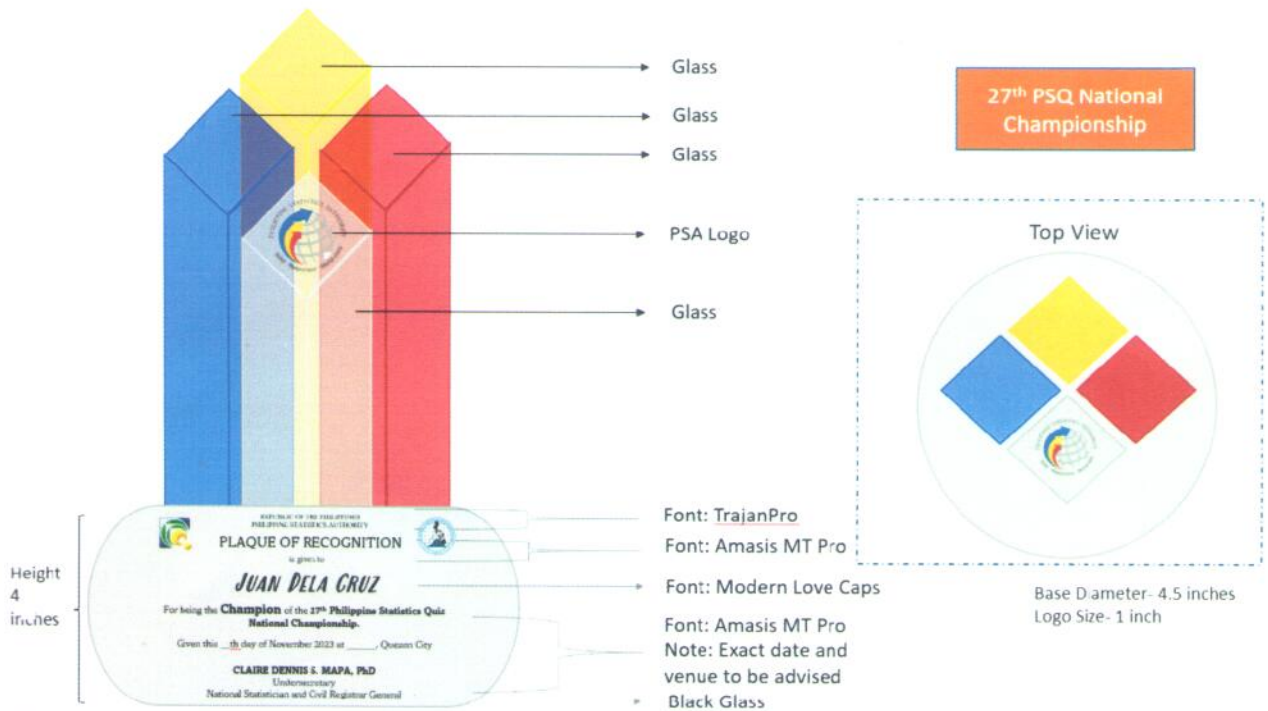 Glass
Glass
Glass
PSA Logo
Glass
27th PSQ National
Championship
Top View
Base Diameter- 4.5 inches
Logo Size- 1 inch
Height
4
inches
REPUBLIC OF THE PHILIPPINES
PHILIPPINE STATISTICS AUTHORITY
PLAQUE OF RECOGNITION
is given to
JUAN DELA CRUZ
For being the Champion of the 27th Philippine Statistics Quiz
National Championship.
Given this __th day of November 2023 at _____, Quezon City
CLAIRE DENNIS S. MAPA, PhD
Undersecretary
National Statistician and Civil Registrar General
Font: TrajanPro
Font: Amasis MT Pro
Font: Modern Love Caps
Font: Amasis MT Pro
Note: Exact date and
venue to be advised
Black Glass